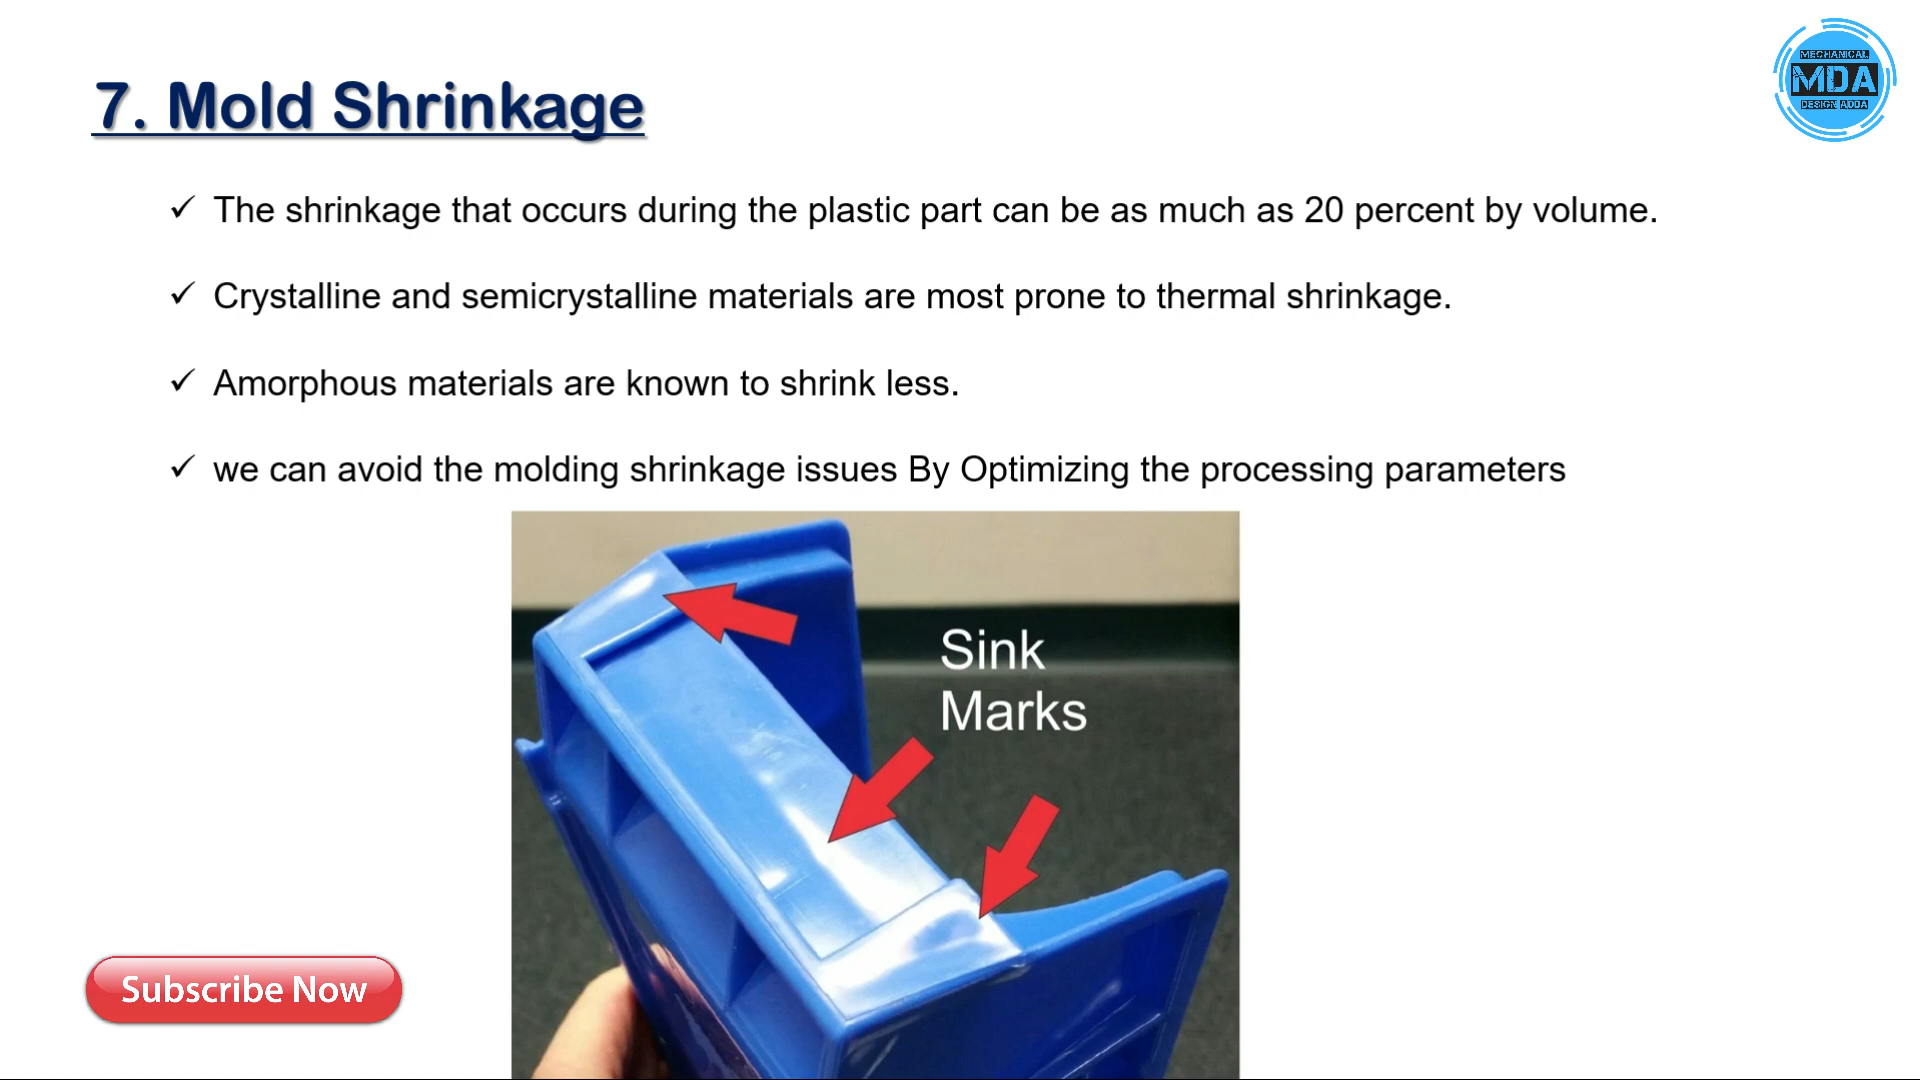 MECHANICAL
MDA
DESIGN ADDA
7. Mold Shrinkage
✓ The shrinkage that occurs during the plastic part can be as much as 20 percent by volume.
✓ Crystalline and semicrystalline materials are most prone to thermal shrinkage.
✓ Amorphous materials are known to shrink less.
✓ we can avoid the molding shrinkage issues By Optimizing the processing parameters
Sink
Marks
Subscribe Now